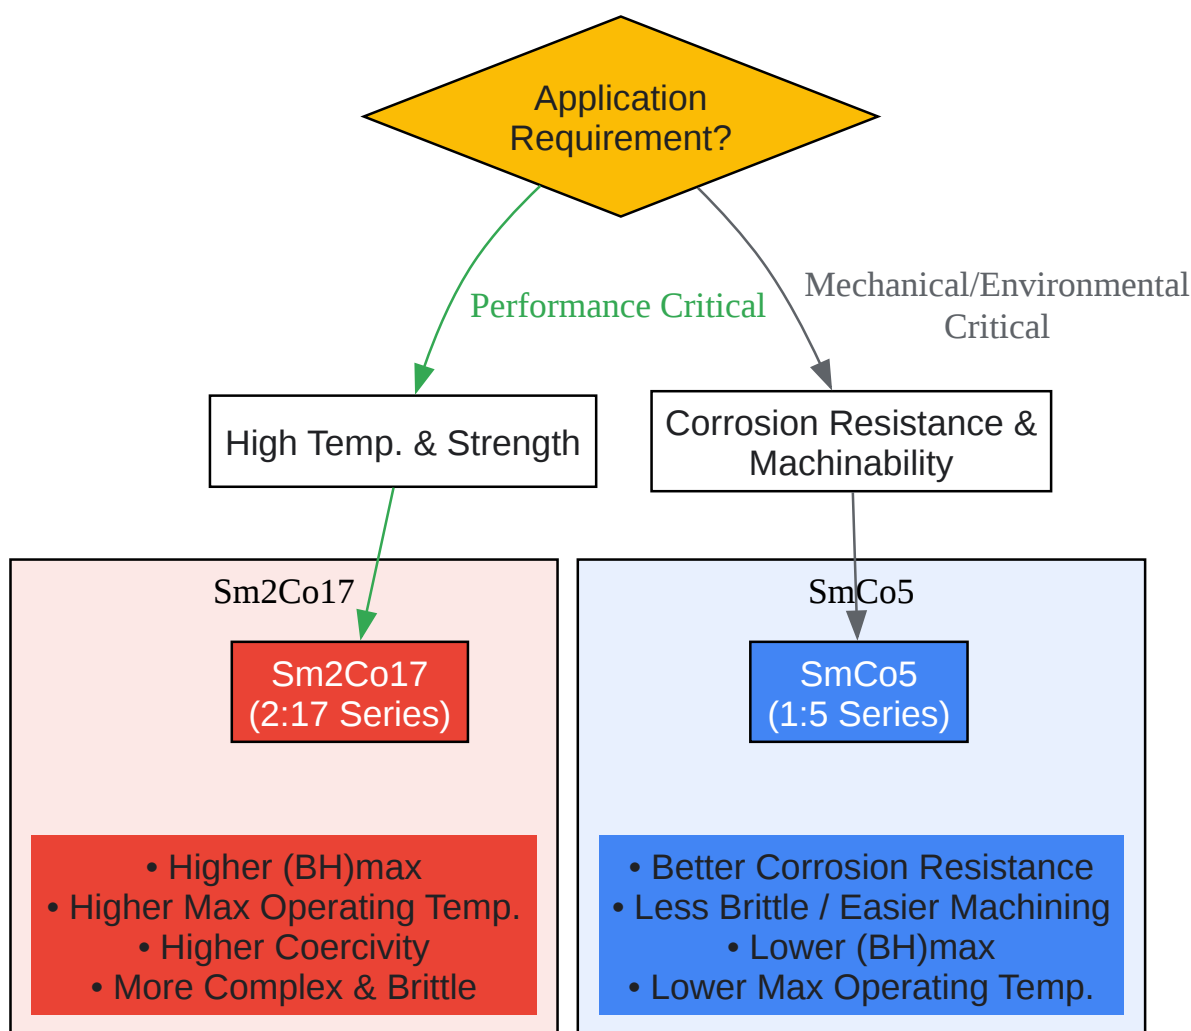 Application
Requirement?
Performance Critical
Mechanical/Environmental
Critical
High Temp. & Strength
Corrosion Resistance &
Machinability
Sm2Co17
Sm2Co17
(2:17 Series)
• Higher (BH)max
• Higher Max Operating Temp.
• Higher Coercivity
• More Complex & Brittle
SmCo5
SmCo5
(1:5 Series)
• Better Corrosion Resistance
• Less Brittle / Easier Machining
• Lower (BH)max
• Lower Max Operating Temp.